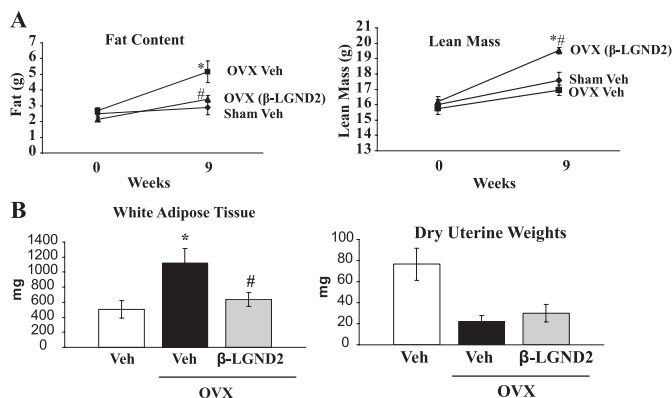 A
Fat Content
Fat (g)
7
6
5
4
3
2
1
0
*
OVX Veh
#
OVX (β-LGND2)
Sham Veh
0
9
Weeks
Lean Mass
Lean Mass (g)
21
20
19
18
17
16
15
14
13
*#
OVX (β-LGND2)
Sham Veh
OVX Veh
0
9
Weeks
B
White Adipose Tissue
mg
1400
1200
1000
800
600
400
200
0
*
#
Veh
Veh
β-LGND2
OVX
Dry Uterine Weights
mg
100
80
60
40
20
0
Veh
Veh
β-LGND2
OVX